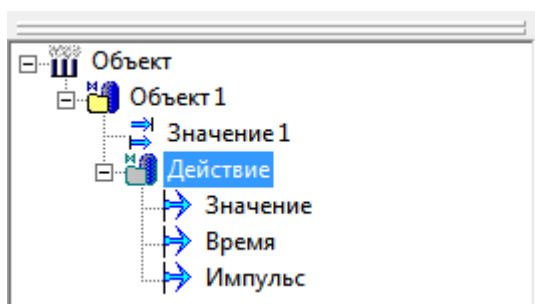 Объект
Объект 1
Значение 1
Действие
Значение
Время
Импульс